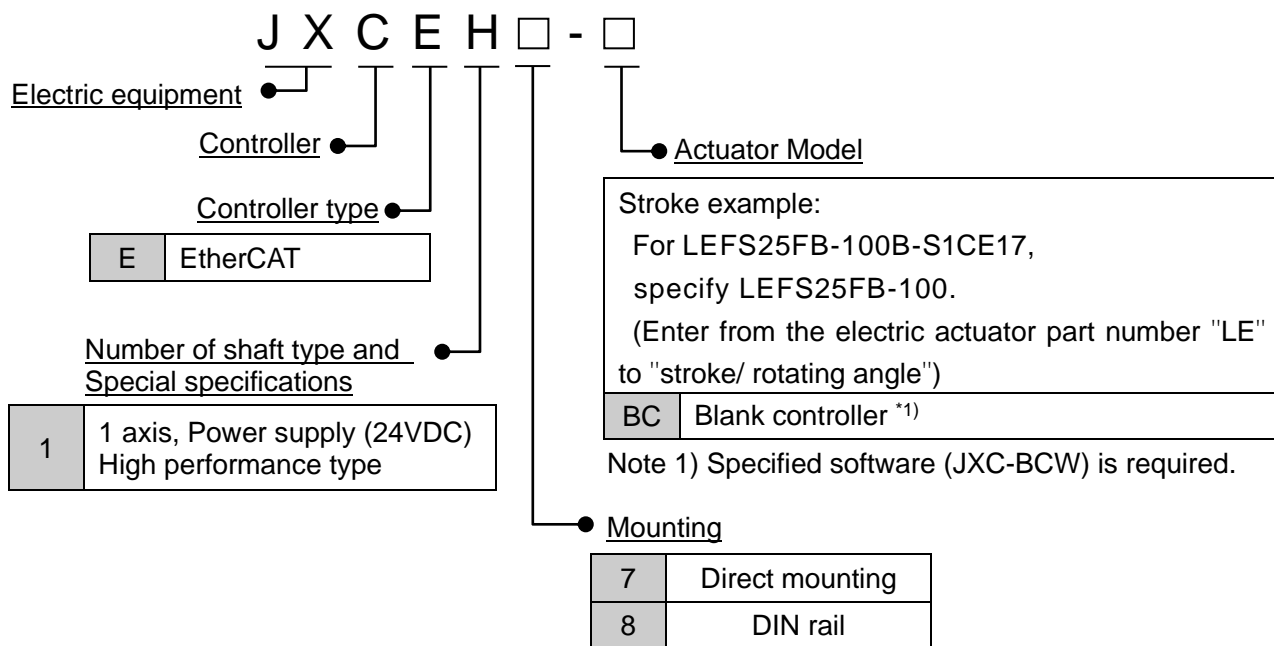 J X C E H □ - □
Electric equipment
Controller
Controller type
E EtherCAT
Number of shaft type and
Special specifications
1 1 axis, Power supply (24VDC)
High performance type
Actuator Model
Stroke example:
For LEFS25FB-100B-S1CE17,
specify LEFS25FB-100.
(Enter from the electric actuator part number "LE"
to "stroke/ rotating angle")
BC Blank controller *1)
Note 1) Specified software (JXC-BCW) is required.
Mounting
7 Direct mounting
8 DIN rail